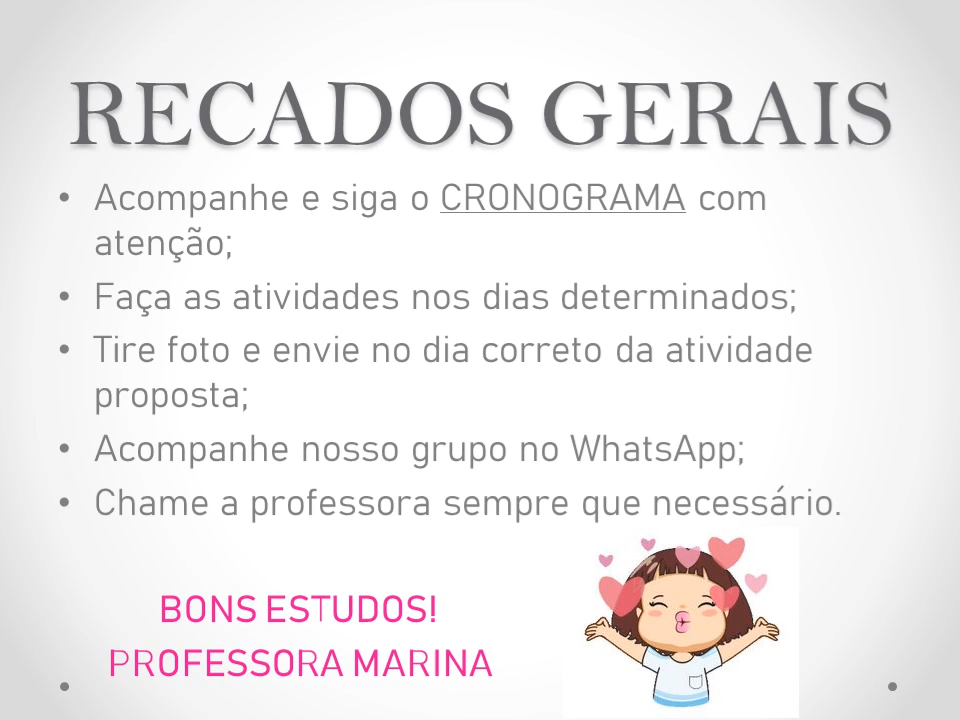 RECADOS GERAIS
• Acompanhe e siga o CRONOGRAMA com
atenção;
• Faça as atividades nos dias determinados;
• Tire foto e envie no dia correto da atividade
proposta;
• Acompanhe nosso grupo no WhatsApp;
• Chame a professora sempre que necessário.
BONS ESTUDOS!
PROFESSORA MARINA